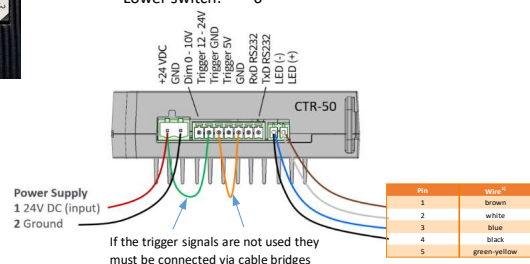 Lower switch: 0
+24 VDC
GND
Dim 0 - 10V
Trigger 12 - 24V
Trigger GND
Trigger 5V
GND
RxD RS232
TxD RS232
LED (-)
LED (+)
CTR-50
Power Supply
1 24V DC (input)
2 Ground
If the trigger signals are not used they
must be connected via cable bridges
Pin Wire 1)
1 brown
2 white
3 blue
4 black
5 green-yellow